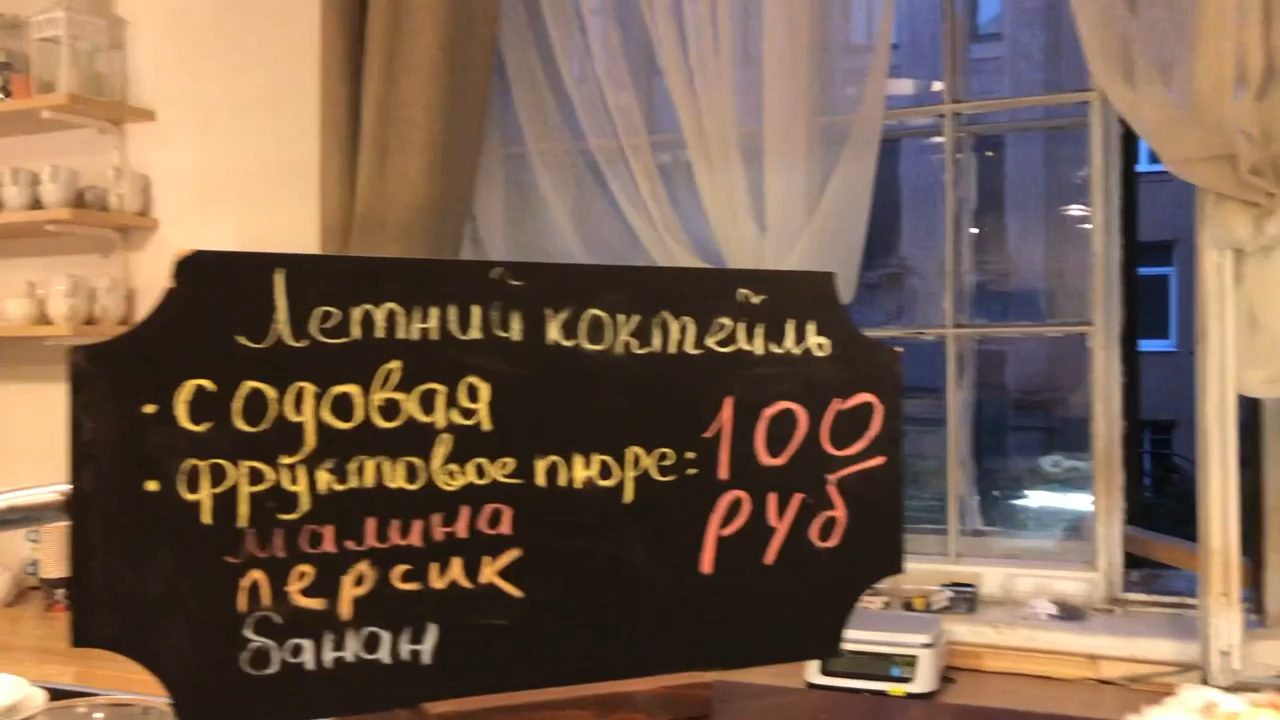 Летний коктейль
· содовая
· фруктовое пюре: 100
руб
малина
персик
банан